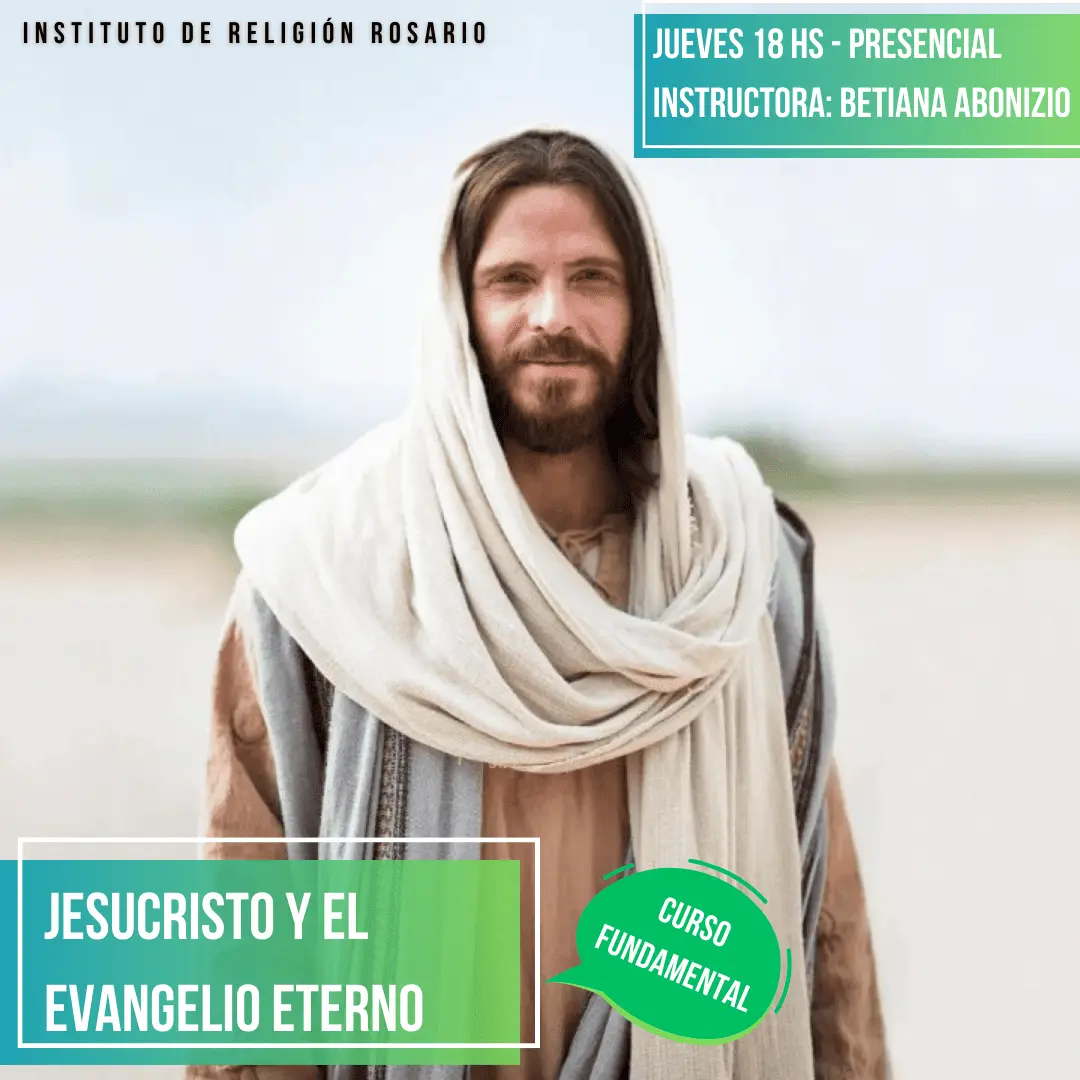 INSTITUTO DE RELIGIÓN ROSARIO
JUEVES 18 HS - PRESENCIAL
INSTRUCTORA: BETIANA ABONIZIO
JESUCRISTO Y EL
EVANGELIO ETERNO
CURSO
FUNDAMENTAL